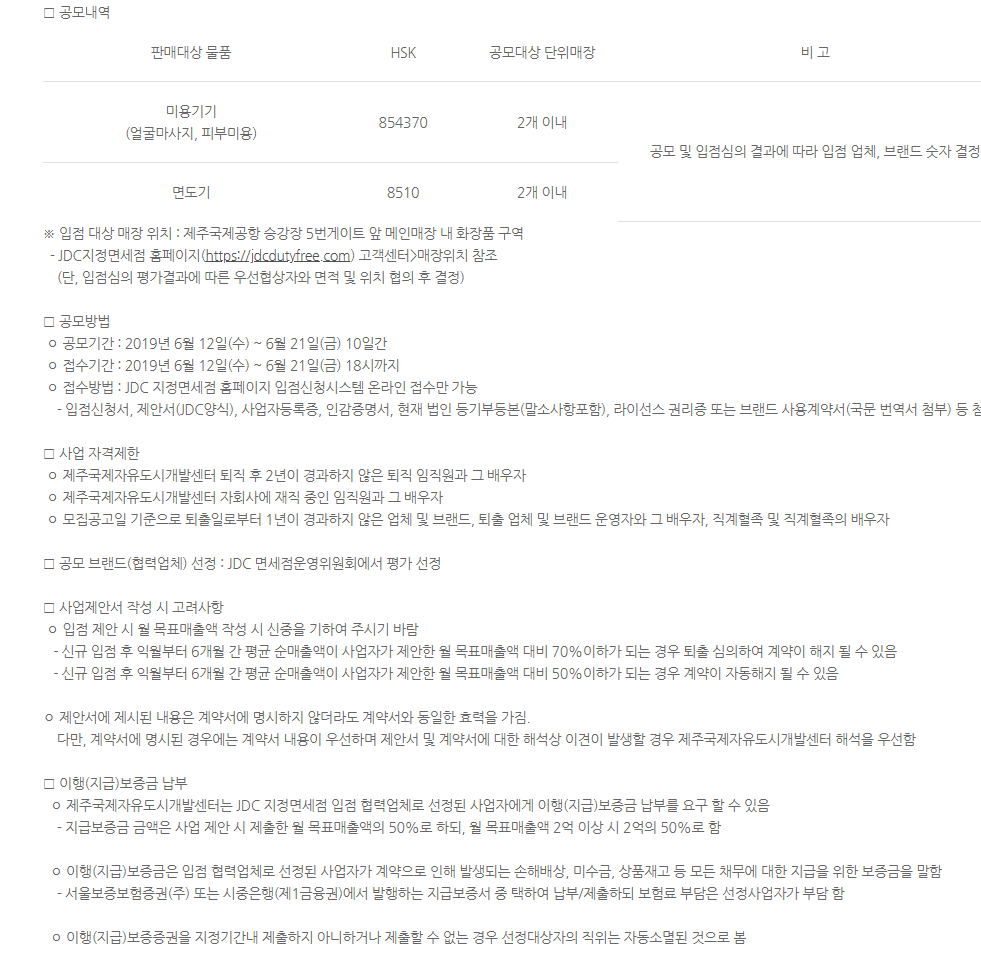 □ 공모내역
판매대상 물품 HSK 공모대상 단위매장 비 고
미용기기
(얼굴마사지, 피부미용) 854370 2개 이내
공모 및 입점심의 결과에 따라 입점 업체, 브랜드 숫자 결정
면도기 8510 2개 이내
※ 입점 대상 매장 위치 : 제주국제공항 승강장 5번게이트 앞 메인매장 내 화장품 구역
- JDC지정면세점 홈페이지(https://jdcdutyfree.com) 고객센터>매장위치 참조
(단, 입점심의 평가결과에 따른 우선협상자와 면적 및 위치 협의 후 결정)
□ 공모방법
ㅇ 공모기간 : 2019년 6월 12일(수) ~ 6월 21일(금) 10일간
ㅇ 접수기간 : 2019년 6월 12일(수) ~ 6월 21일(금) 18시까지
ㅇ 접수방법 : JDC 지정면세점 홈페이지 입점신청시스템 온라인 접수만 가능
- 입점신청서, 제안서(JDC양식), 사업자등록증, 인감증명서, 현재 법인 등기부등본(말소사항포함), 라이선스 권리증 또는 브랜드 사용계약서(국문 번역서 첨부) 등
□ 사업 자격제한
ㅇ 제주국제자유도시개발센터 퇴직 후 2년이 경과하지 않은 퇴직 임직원과 그 배우자
ㅇ 제주국제자유도시개발센터 자회사에 재직 중인 임직원과 그 배우자
ㅇ 모집공고일 기준으로 퇴출일로부터 1년이 경과하지 않은 업체 및 브랜드, 퇴출 업체 및 브랜드 운영자와 그 배우자, 직계혈족 및 직계혈족의 배우자
□ 공모 브랜드(협력업체) 선정 : JDC 면세점운영위원회에서 평가 선정
□ 사업제안서 작성 시 고려사항
ㅇ 입점 제안 시 월 목표매출액 작성 시 신중을 기하여 주시기 바람
- 신규 입점 후 익월부터 6개월 간 평균 순매출액이 사업자가 제안한 월 목표매출액 대비 70%이하가 되는 경우 퇴출 심의하여 계약이 해지 될 수 있음
- 신규 입점 후 익월부터 6개월 간 평균 순매출액이 사업자가 제안한 월 목표매출액 대비 50%이하가 되는 경우 계약이 자동해지 될 수 있음
ㅇ 제안서에 제시된 내용은 계약서에 명시하지 않더라도 계약서와 동일한 효력을 가짐.
다만, 계약서에 명시된 경우에는 계약서 내용이 우선하며 제안서 및 계약서에 대한 해석상 이견이 발생할 경우 제주국제자유도시개발센터 해석을 우선함
□ 이행(지급)보증금 납부
ㅇ 제주국제자유도시개발센터는 JDC 지정면세점 입점 협력업체로 선정된 사업자에게 이행(지급)보증금 납부를 요구 할 수 있음
- 지급보증금 금액은 사업 제안 시 제출한 월 목표매출액의 50%로 하되, 월 목표매출액 2억 이상 시 2억의 50%로 함
ㅇ 이행(지급)보증금은 입점 협력업체로 선정된 사업자가 계약으로 인해 발생되는 손해배상, 미수금, 상품재고 등 모든 채무에 대한 지급을 위한 보증금을 말함
- 서울보증보험증권(주) 또는 시중은행(제1금융권)에서 발행하는 지급보증서 중 택하여 납부/제출하되 보험료 부담은 선정사업자가 부담 함
ㅇ 이행(지급)보증증권을 지정기간내 제출하지 아니하거나 제출할 수 없는 경우 선정대상자의 직위는 자동소멸된 것으로 봄